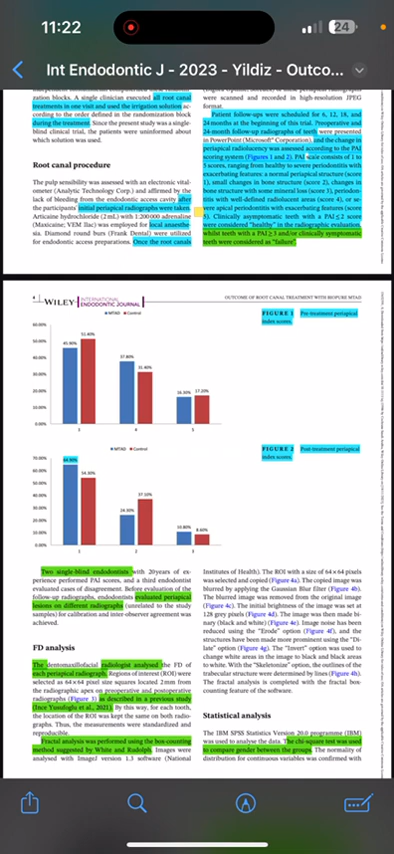 11:22
24
Int Endodontic J - 2023 - Yildiz - Outco...
zation blocks. A single clinician executed all root canal
treatments in one visit and used the irrigation solution ac-
cording to the order defined in the randomization block
during the treatment. Since the present study was a single-
blind clinical trial, the patients were uninformed about
which solution was used.
Root canal procedure
The pulp sensibility was assessed with an electric vital-
ometer (Analytic Technology Corp.) and affirmed by the
lack of bleeding from the endodontic access cavity after
the participants' initial periapical radiographs were taken.
Articaine hydrochloride (2 mL) with 1:200 000 adrenaline
(Maxicaine; VEM ilac) was employed for local anaesthe-
sia. Diamond round burs (Frank Dental) were utilized
for endodontic access preparations. Once the root canals
were scanned and recorded in high-resolution JPEG
format.
Patient follow-ups were scheduled for 6, 12, 18, and
24 months at the beginning of this trial. Preoperative and
24-month follow-up radiographs of teeth were presented
in PowerPoint (Microsoft® Corporation), and the change in
periapical radiolucency was assessed according to the PAI
scoring system (Figures 1 and 2). PAI scale consists of 1 to
5 scores, ranging from healthy to severe periodontitis with
exacerbating features: a normal periapical structure (score
1), small changes in bone structure (score 2), changes in
bone structure with some mineral loss (score 3), periodon-
titis with well-defined radiolucent areas (score 4), or se-
vere apical periodontitis with exacerbating features (score
5). Clinically asymptomatic teeth with a PAI ≤2 score
were considered "healthy" in the radiographic evaluation,
whilst teeth with a PAI ≥3 and/or clinically symptomatic
teeth were considered as "failure".
4
WILEY
INTERNATIONAL
ENDODONTIC JOURNAL
OUTCOME OF ROOT CANAL TREATMENT WITH BIOPURE MTAD
FIGURE 1 Pre-treatment periapical
index scores.
MTAD Control
60.00%
50.00%
40.00%
30.00%
20.00%
10.00%
0.00%
45.90%
51.40%
37.80%
31.40%
16.20%
17.10%
FIGURE 2 Post-treatment periapical
index scores.
MTAD Control
70.00%
60.00%
50.00%
40.00%
30.00%
20.00%
10.00%
0.00%
64.90%
54.30%
24.30%
37.10%
10.80%
8.60%
Two single-blind endodontists with 20 years of ex-
perience performed PAI scores, and a third endodontist
evaluated cases of disagreement. Before evaluation of the
follow-up radiographs, endodontists evaluated periapical
lesions on different radiographs (unrelated to the study
samples) for calibration and inter-observer agreement was
achieved.
FD analysis
The dentomaxillofacial radiologist analysed the FD of
each periapical radiograph. Regions of interest (ROI) were
selected as 64 × 64 pixel size squares located 2 mm from
the radiographic apex on preoperative and postoperative
radiographs (Figure 3) as described in a previous study
(Ince Yusufoglu et al., 2021). By this way, for each tooth,
the location of the ROI was kept the same on both radio-
graphs. Thus, the measurements were standardized and
reproducible.
Fractal analysis was performed using the box-counting
method suggested by White and Rudolph. Images were
analysed with ImageJ version 1.3 software (National
Institutes of Health). The ROI with a size of 64 × 64 pixels
was selected and copied (Figure 4a). The copied image was
blurred by applying the Gaussian Blur filter (Figure 4b).
The blurred image was removed from the original image
(Figure 4c). The initial brightness of the image was set at
128 grey pixels (Figure 4d). The image was then made bi-
nary (black and white) (Figure 4e). Image noise has been
reduced using the "Erode" option (Figure 4f), and the
structures have been made more prominent using the "Di-
late" option (Figure 4g). The "Invert" option was used to
change white areas in the image to black and black areas
to white. With the "Skeletonize" option, the outlines of the
trabecular structure were determined by lines (Figure 4h).
The fractal analysis is completed with the fractal box-
counting feature of the software.
Statistical analysis
The IBM SPSS Statistics Version 20.0 programme (IBM)
was used to analyse the data. The chi-square test was used
to compare gender between the groups. The normality of
distribution for continuous variables was confirmed with